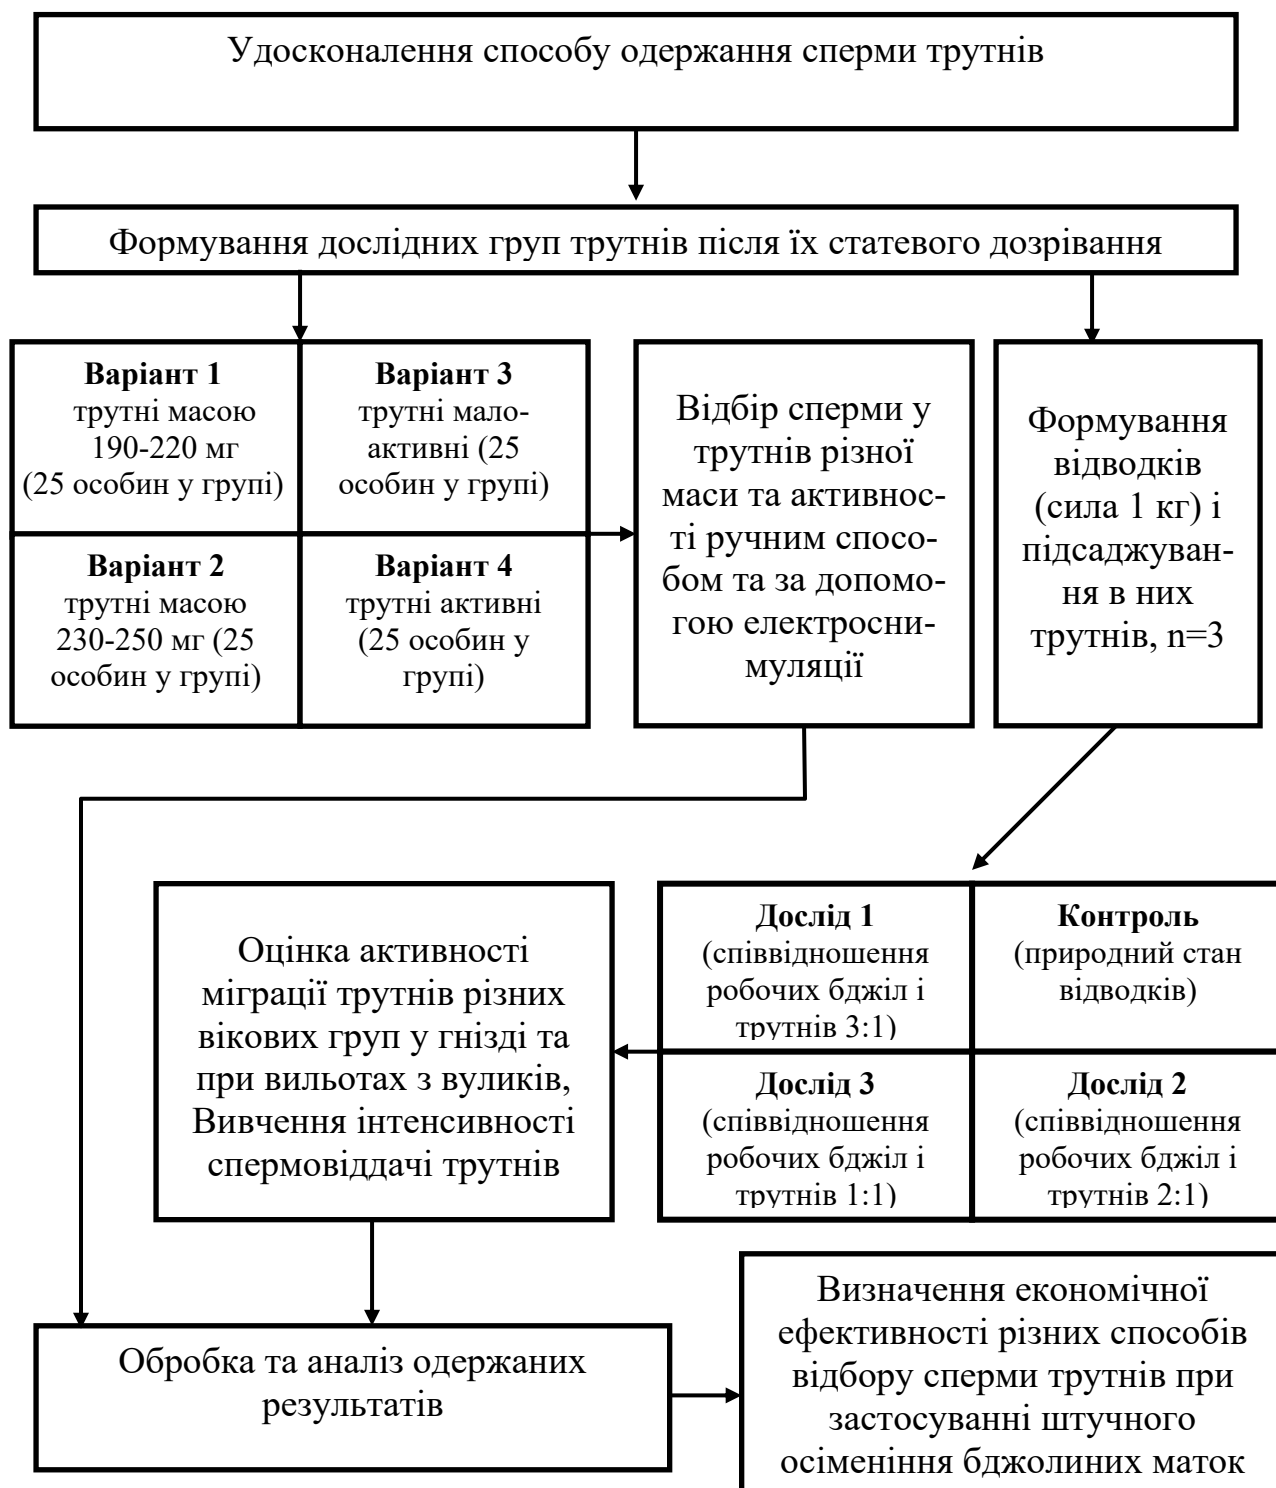 Удосконалення способу одержання сперми трутнів
Формування дослідних груп трутнів після їх статевого дозрівання
Варіант 1
трутні масою
190-220 мг
(25 особин у групі)
Варіант 3
трутні мало-
активні (25
особин у групі)
Варіант 2
трутні масою
230-250 мг (25
особин у групі)
Варіант 4
трутні активні
(25 особин у
групі)
Відбір сперми у
трутнів різної
маси та активнос-
ті ручним спосо-
бом та за допомо-
гою електросни-
муляції
Формування
відводків
(сила 1 кг) і
підсаджуван-
ня в них
трутнів, n=3
Оцінка активності
міграції трутнів різних
вікових груп у гнізді та
при вильотах з вуликів,
Вивчення інтенсивності
спермовіддачі трутнів
Дослід 1
(співвідношення
робочих бджіл і
трутнів 3:1)
Контроль
(природний стан
відводків)
Дослід 3
(співвідношення
робочих бджіл і
трутнів 1:1)
Дослід 2
(співвідношення
робочих бджіл і
трутнів 2:1)
Обробка та аналіз одержаних
результатів
Визначення економічної
ефективності різних способів
відбору сперми трутнів при
застосуванні штучного
осіменіння бджолиних маток